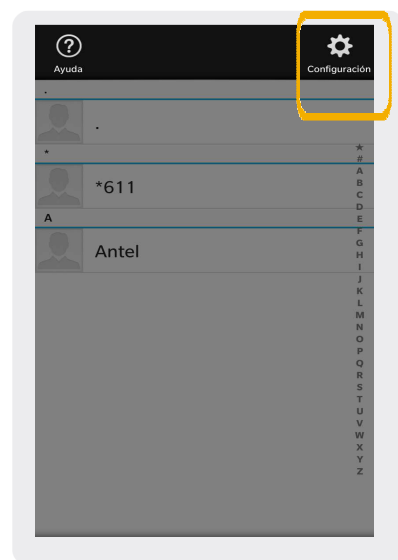 ?
Ayuda
Configuración
.
.
*
*611
A
Antel
★
#
A
B
C
D
E
F
G
H
I
J
K
L
M
N
O
P
Q
R
S
T
U
V
W
X
Y
Z